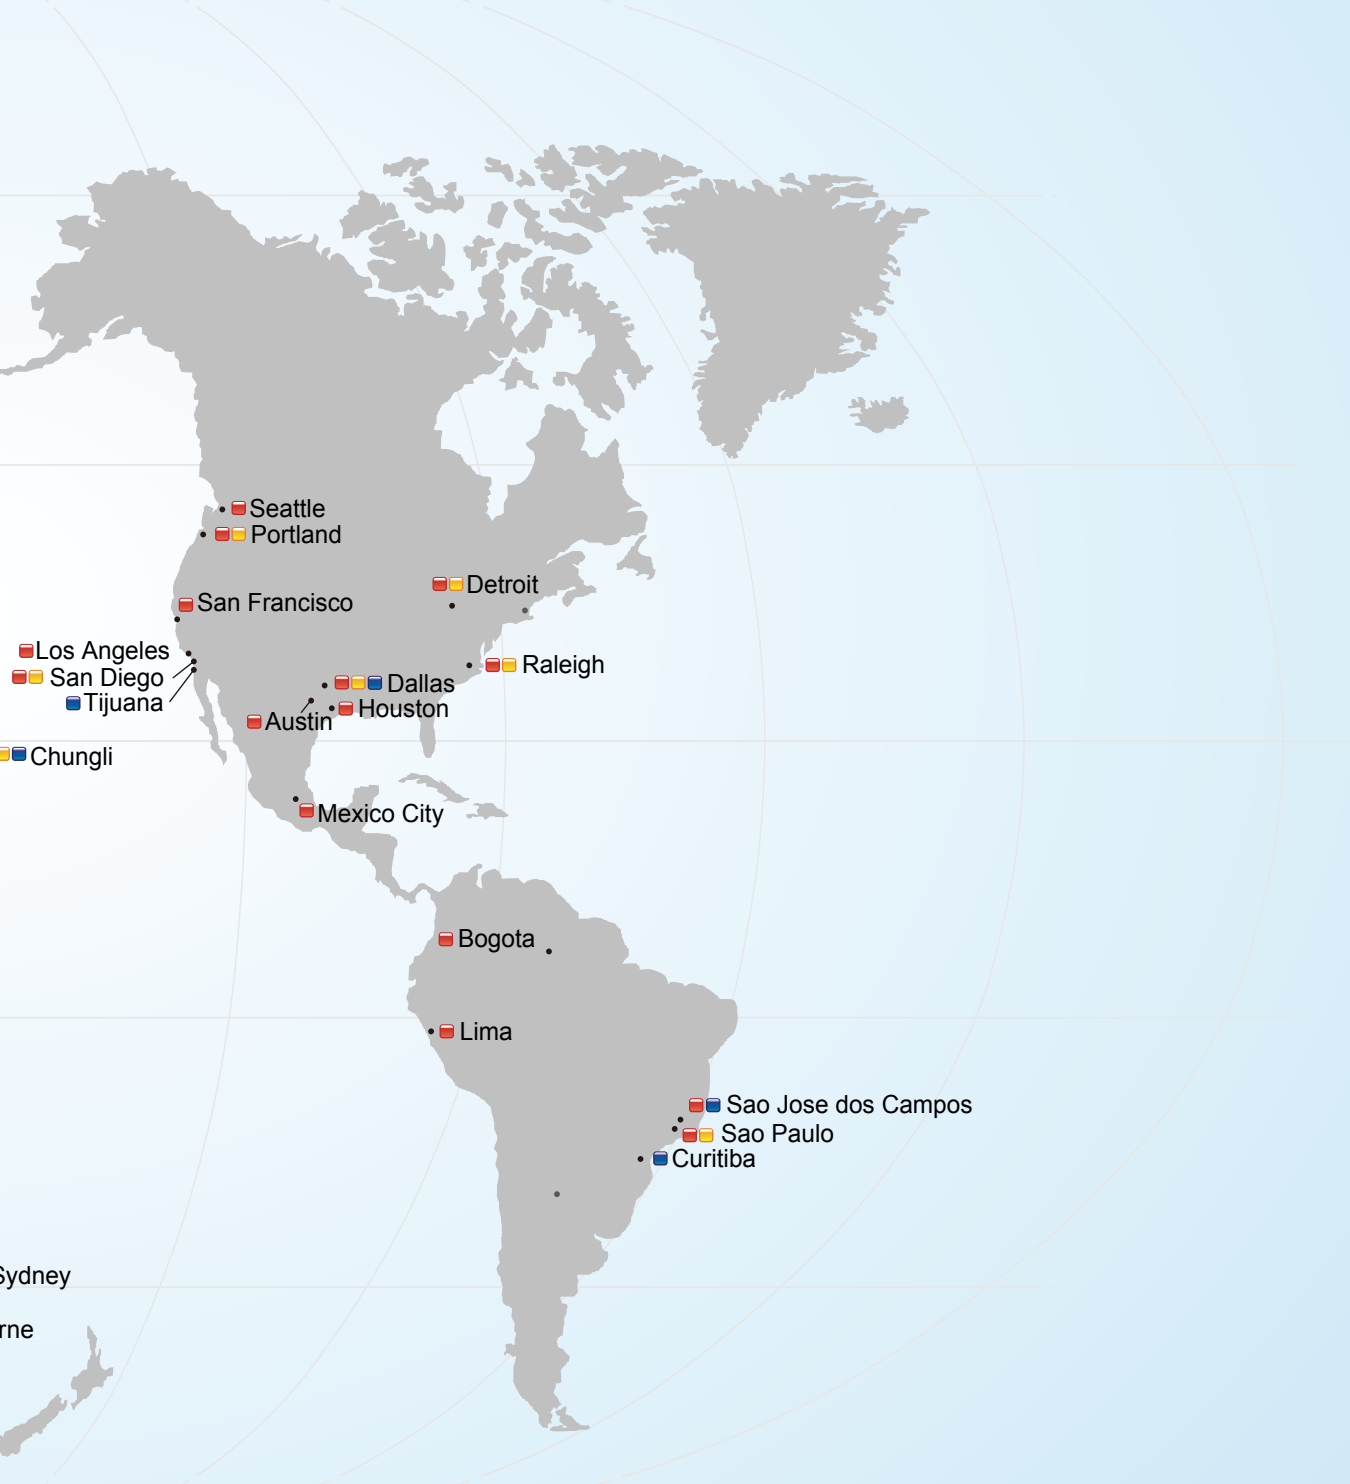 Seattle
Portland
Detroit
San Francisco
Los Angeles
Raleigh
San Diego
Dallas
Tijuana
Houston
Austin
Chungli
Mexico City
Bogota
Lima
Sao Jose dos Campos
Sao Paulo
Curitiba
Sydney
rne